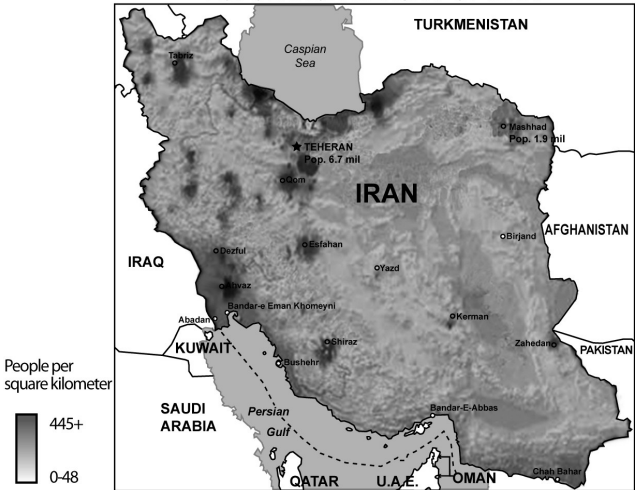 TURKMENISTAN
Caspian
Sea
Tabriz
Mashhad
Pop. 1.9 mil
TEHERAN
Pop. 6.7 mil
Qom
IRAN
AFGHANISTAN
Birjand
Esfahan
Dezful
IRAQ
Yazd
Ahvaz
Bandar-e Eman Khomeyni
Abadan
Kerman
KUWAIT
Shiraz
Zahedan
PAKISTAN
Bushehr
People per
square kilometer
445+
0-48
SAUDI
ARABIA
Persian
Gulf
Bandar-E-Abbas
Chah Bahar
QATAR
U.A.E.
OMAN